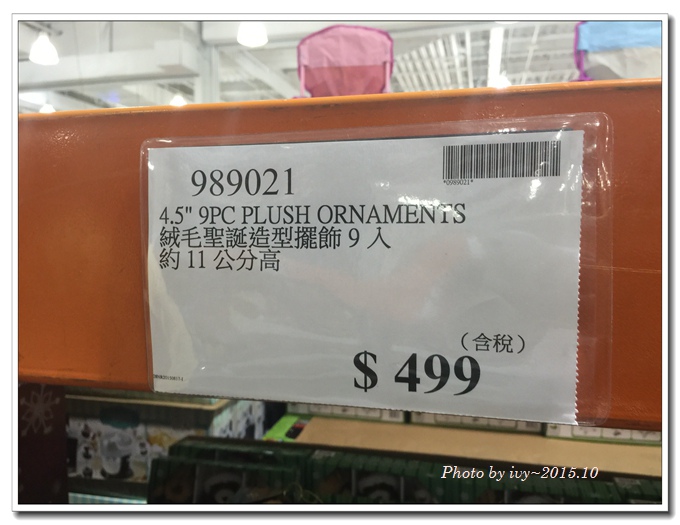 989021
*0989021*
4.5" 9PC PLUSH ORNAMENTS
絨毛聖誕造型擺飾 9 入
約 11 公分高
（含稅）
$ 499
Photo by ivy~2015.10